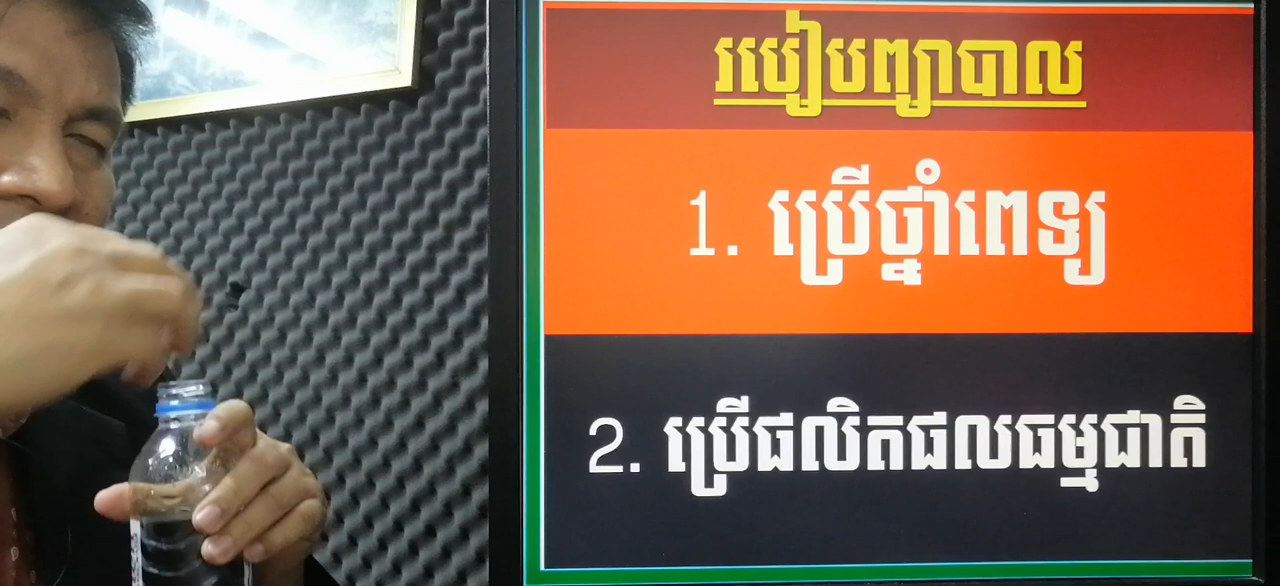 របៀបព្យាបាល
1. ប្រើថ្នាំពេទ្យ
2. ប្រើផលិតផលធម្មជាតិ